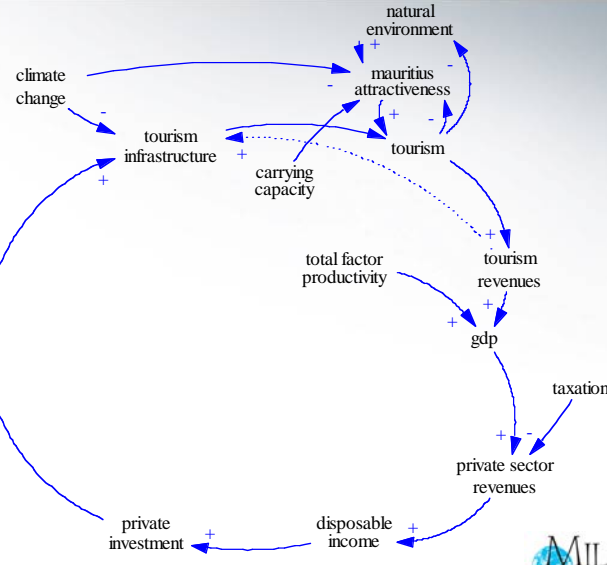 natural
environment
+
climate
change
mauritius
attractiveness
-
-
-
+
-
tourism
infrastructure
tourism
+
+
carrying
capacity
+
total factor
productivity
tourism
revenues
+
+
gdp
taxation
+
-
private sector
revenues
private
investment
+
disposable
income
+